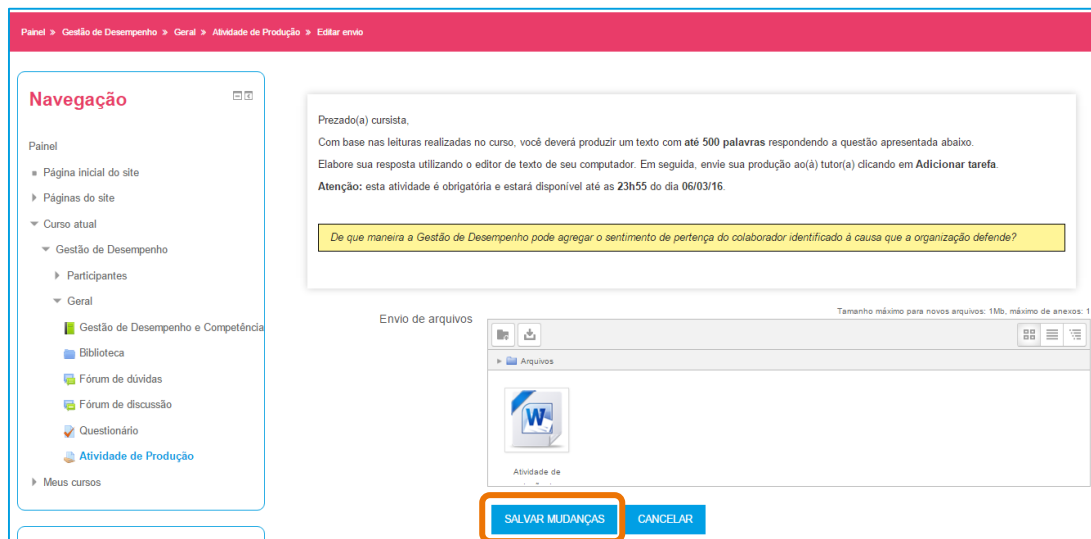 Painel » Gestão de Desempenho » Geral » Atividade de Produção » Editar envio
Navegação
Painel
Página inicial do site
Páginas do site
Curso atual
Gestão de Desempenho
Participantes
Geral
Gestão de Desempenho e Competência
Biblioteca
Fórum de dúvidas
Fórum de discussão
Questionário
Atividade de Produção
Meus cursos
Prezado(a) cursista,
Com base nas leituras realizadas no curso, você deverá produzir um texto com até 500 palavras respondendo a questão apresentada abaixo.
Elabore sua resposta utilizando o editor de texto de seu computador. Em seguida, envie sua produção ao(á) tutor(a) clicando em Adicionar tarefa.
Atenção: esta atividade é obrigatória e estará disponível até as 23h55 do dia 06/03/16.
De que maneira a Gestão de Desempenho pode agregar o sentimento de pertença do colaborador identificado à causa que a organização defende?
Envio de arquivos
Tamanho máximo para novos arquivos: 1Mb, máximo de anexos: 1
Arquivos
W
Atividade de
SALVAR MUDANÇAS CANCELAR